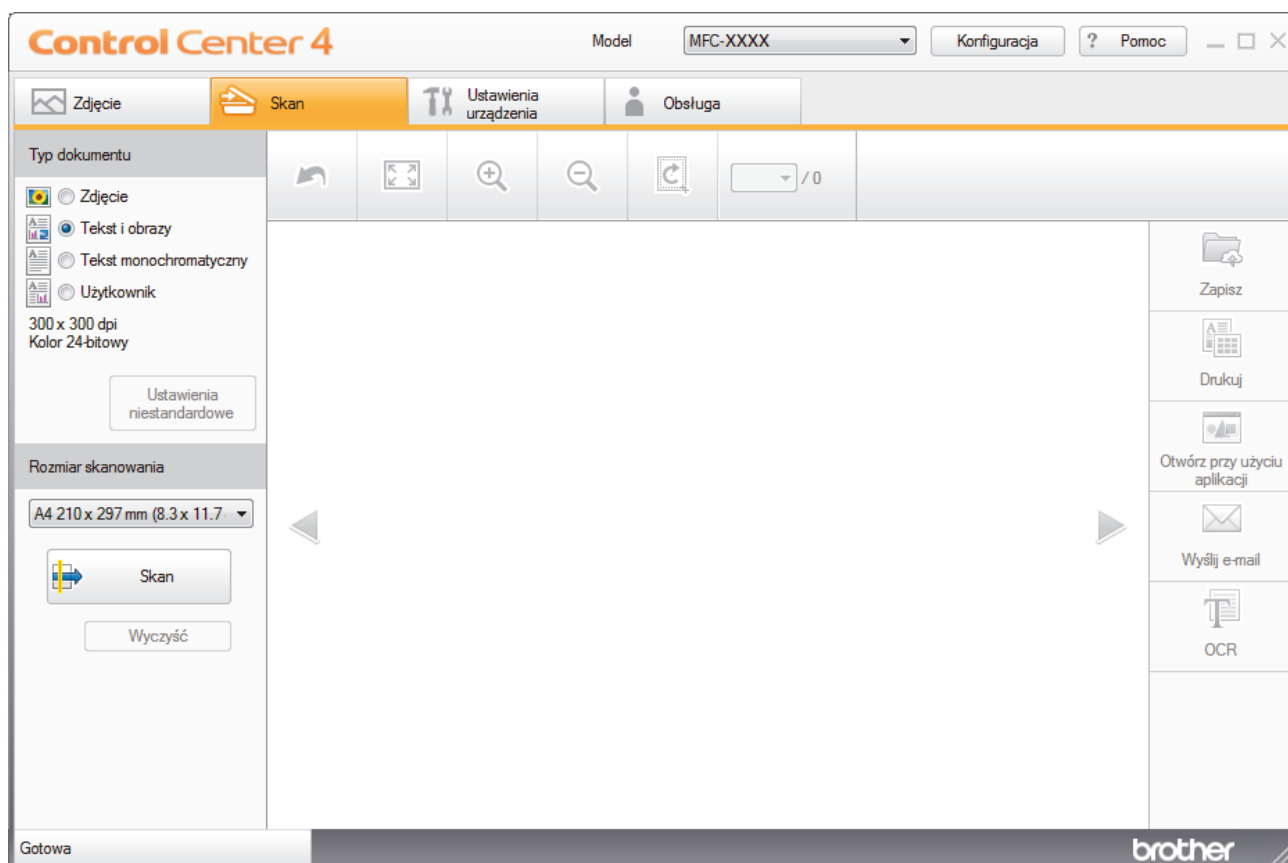 Control Center 4
Model
MFC-XXXX
Konfiguracja
? Pomoc
Zdjęcie
Skan
Ustawienia
urządzenia
Obsługa
Typ dokumentu
Zdjęcie
Tekst i obrazy
Tekst monochromatyczny
Użytkownik
300 x 300 dpi
Kolor 24-bitowy
Ustawienia
niestandardowe
/ 0
Rozmiar skanowania
A4 210 x 297 mm (8.3 x 11.7
Skan
Wyczyść
Zapisz
Drukuj
Otwórz przy użyciu
aplikacji
Wyślij e-mail
OCR
Gotowa
brother